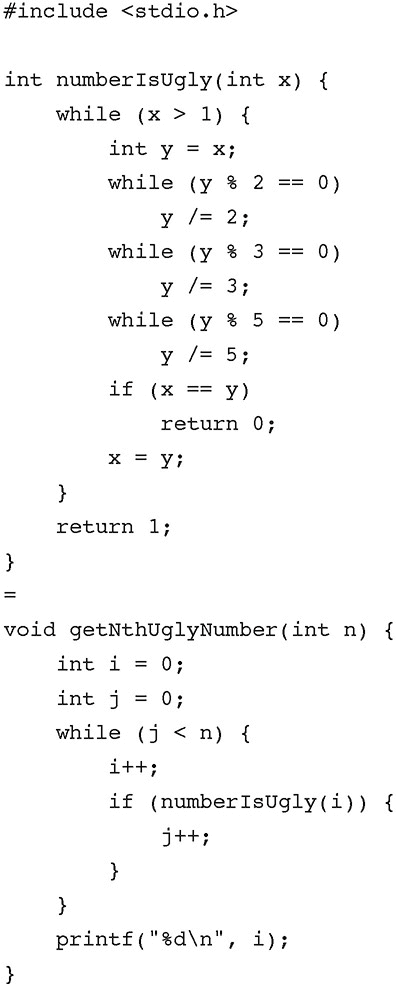 #include <stdio.h>

int numberIsUgly(int x) {
    while (x > 1) {
        int y = x;
        while (y % 2 == 0)
            y /= 2;
        while (y % 3 == 0)
            y /= 3;
        while (y % 5 == 0)
            y /= 5;
        if (x == y)
            return 0;
        x = y;
    }
    return 1;
}
=
void getNthUglyNumber(int n) {
    int i = 0;
    int j = 0;
    while (j < n) {
        i++;
        if (numberIsUgly(i)) {
            j++;
        }
    }
    printf("%d\n", i);
}